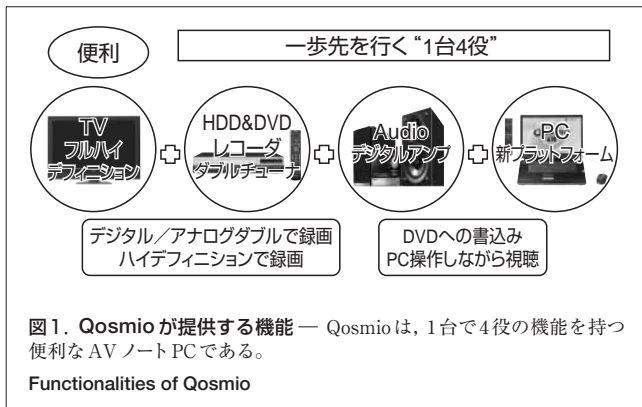 便利
一歩先を行く“1台4役”
TV
フルハイ
デフィニション
HDD&DVD
レコーダ
ダブルチューナ
Audio
デジタルアンプ
PC
新プラットフォーム
デジタル／アナログダブルで録画
ハイデフィニションで録画
DVDへの書込み
PC操作しながら視聴
図1．Qosmioが提供する機能 — Qosmioは，1台で4役の機能を持つ
便利なAVノートPCである。
Functionalities of Qosmio